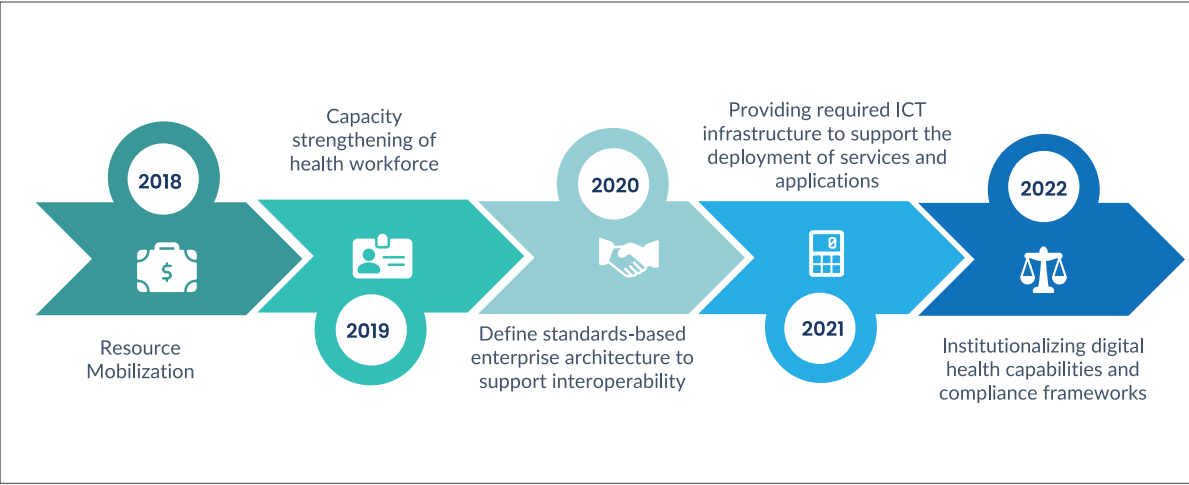 2018
$
Resource
Mobilization
Capacity
strengthening of
health workforce
2019
2020
Define standards-based
enterprise architecture to
support interoperability
Providing required ICT
infrastructure to support the
deployment of services and
applications
0
2021
2022
Institutionalizing digital
health capabilities and
compliance frameworks